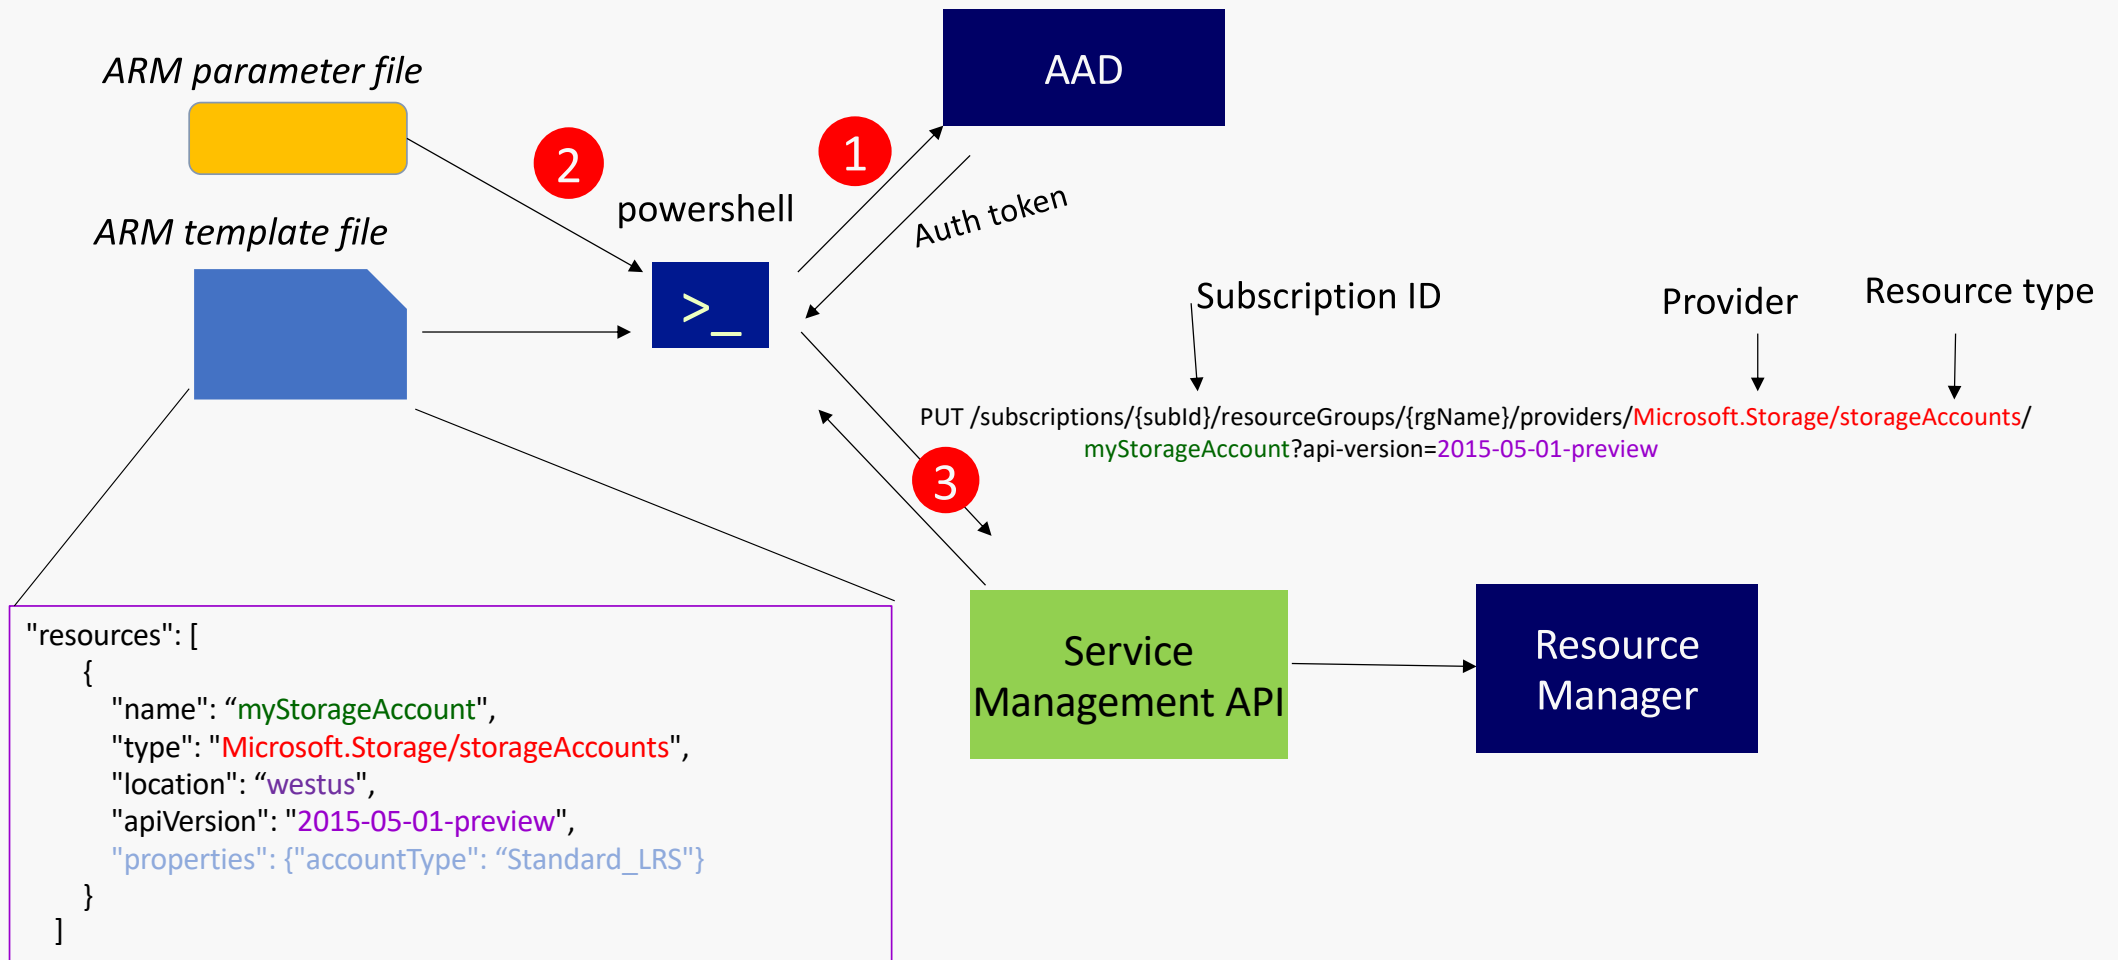 ARM parameter file
AAD
2
1
powershell
Auth token
ARM template file
>_
Subscription ID
Provider
Resource type
PUT /subscriptions/{subId}/resourceGroups/{rgName}/providers/Microsoft.Storage/storageAccounts/
myStorageAccount?api-version=2015-05-01-preview
3
Service
Management API
Resource
Manager
"resources": [
{
"name": “myStorageAccount",
"type": "Microsoft.Storage/storageAccounts",
"location": “westus",
"apiVersion": "2015-05-01-preview",
"properties": {"accountType": “Standard_LRS"}
}
]